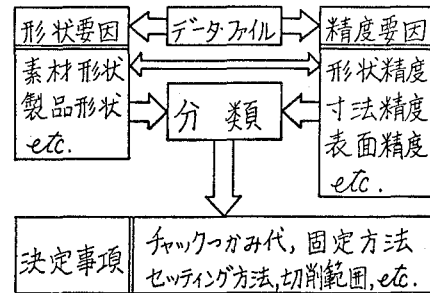 形状要因
素材形状
製品形状
etc.
データ・ファイル
分類
精度要因
形状精度
寸法精度
表面精度
etc.
決定事項
チャックつかみ代, 固定方法
セッティング方法, 切削範囲, etc.